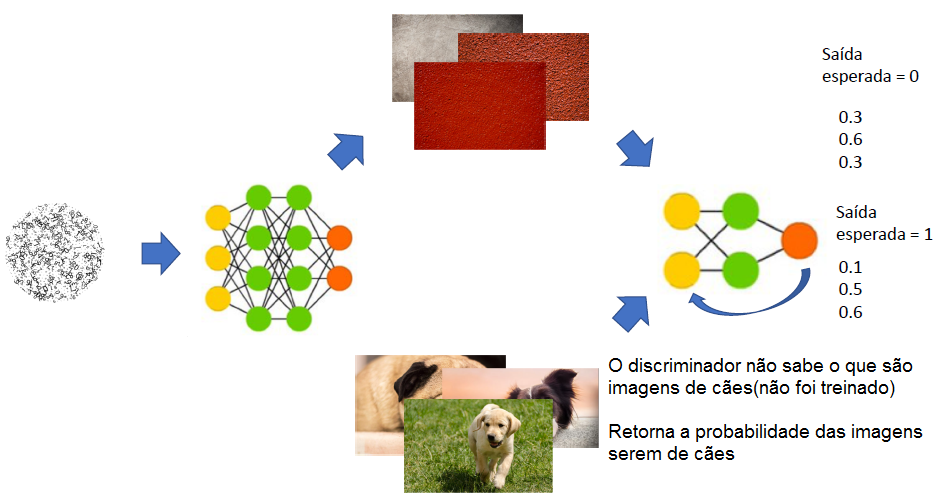 Saída
esperada = 0
0.3
0.6
0.3
Saída
esperada = 1
0.1
0.5
0.6
O discriminador não sabe o que são
imagens de cães(não foi treinado)
Retorna a probabilidade das imagens
serem de cães